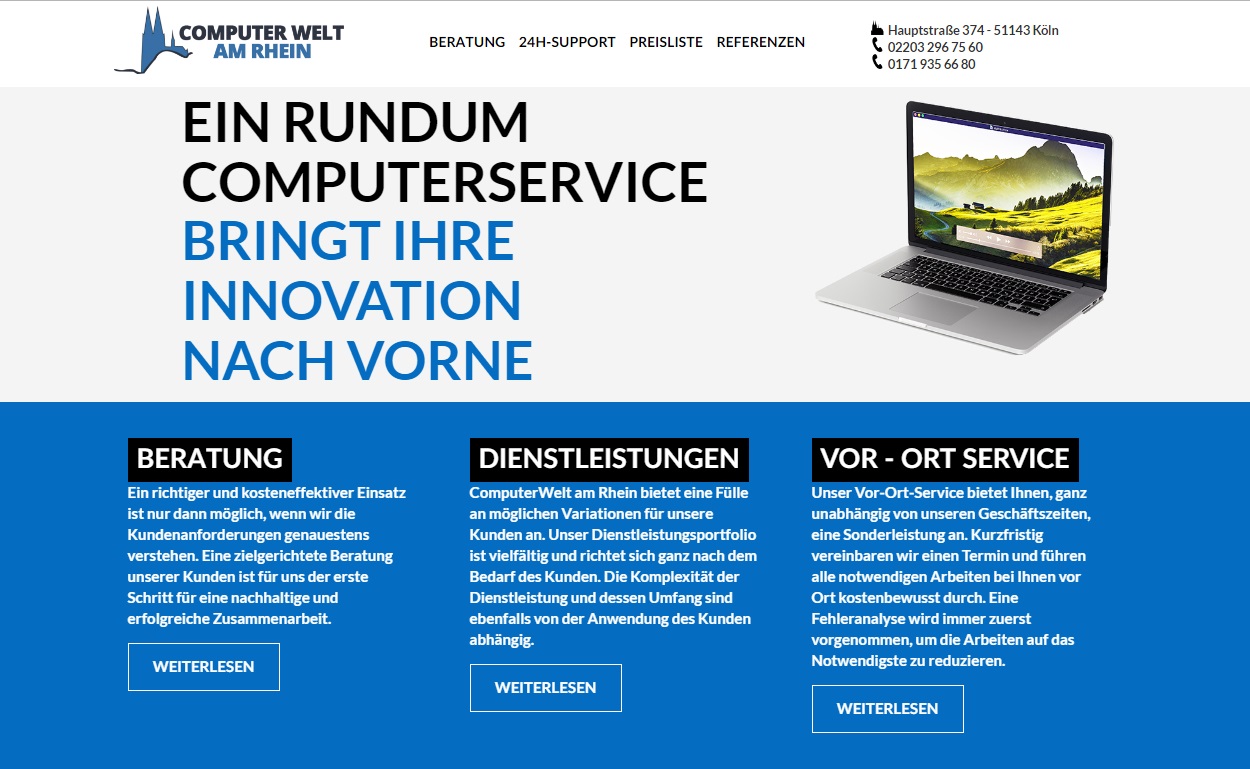 COMPUTER WELT
AM RHEIN
BERATUNG 24H-SUPPORT PREISLISTE REFERENZEN
Hauptstraße 374 - 51143 Köln
02203 296 75 60
0171 935 66 80
EIN RUNDUM
COMPUTERSERVICE
BRINGT IHRE
INNOVATION
NACH VORNE
BERATUNG
Ein richtiger und kosteneffektiver Einsatz
ist nur dann möglich, wenn wir die
Kundenanforderungen genauestens
verstehen. Eine zielgerichtete Beratung
unserer Kunden ist für uns der erste
Schritt für eine nachhaltige und
erfolgreiche Zusammenarbeit.
WEITERLESEN
DIENSTLEISTUNGEN
ComputerWelt am Rhein bietet eine Fülle
an möglichen Variationen für unsere
Kunden an. Unser Dienstleistungsportfolio
ist vielfältig und richtet sich ganz nach dem
Bedarf des Kunden. Die Komplexität der
Dienstleistung und dessen Umfang sind
ebenfalls von der Anwendung des Kunden
abhängig.
WEITERLESEN
VOR - ORT SERVICE
Unser Vor-Ort-Service bietet Ihnen, ganz
unabhängig von unseren Geschäftszeiten,
eine Sonderleistung an. Kurzfristig
vereinbaren wir einen Termin und führen
alle notwendigen Arbeiten bei Ihnen vor
Ort kostenbewusst durch. Eine
Fehleranalyse wird immer zuerst
vorgenommen, um die Arbeiten auf das
Notwendigste zu reduzieren.
WEITERLESEN